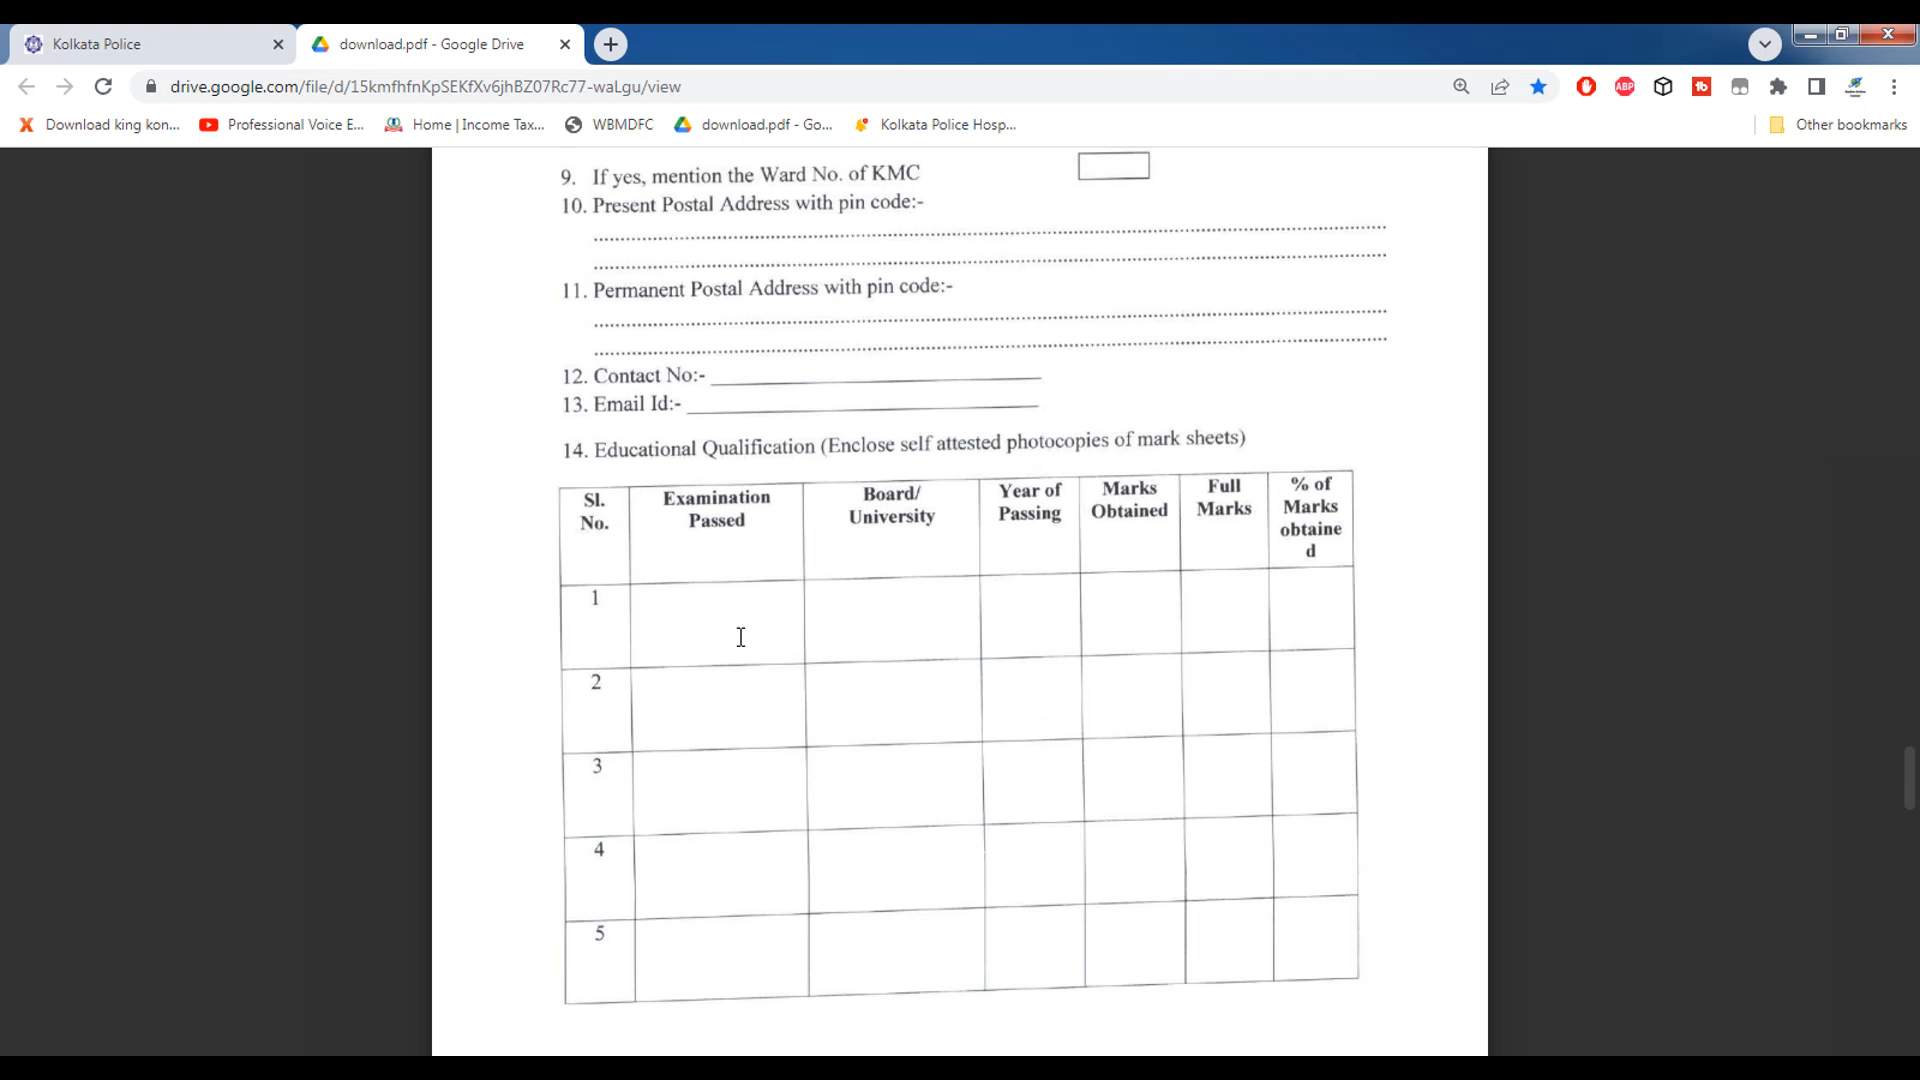 Kolkata Police
download.pdf - Google Drive
drive.google.com/file/d/15kmfhfnKpSEKfXv6jhBZ07Rc77-waLgu/view
ABP
Download king kon...
Professional Voice E...
Home | Income Tax...
WBMDFC
download.pdf - Go...
Kolkata Police Hosp...
Other bookmarks
9. If yes, mention the Ward No. of KMC
10. Present Postal Address with pin code:-
11. Permanent Postal Address with pin code:-
12. Contact No:-
13. Email Id:-
14. Educational Qualification (Enclose self attested photocopies of mark sheets)
Sl. No.
Examination Passed
Board/ University
Year of Passing
Marks Obtained
Full Marks
% of Marks obtaine d
1
2
3
4
5